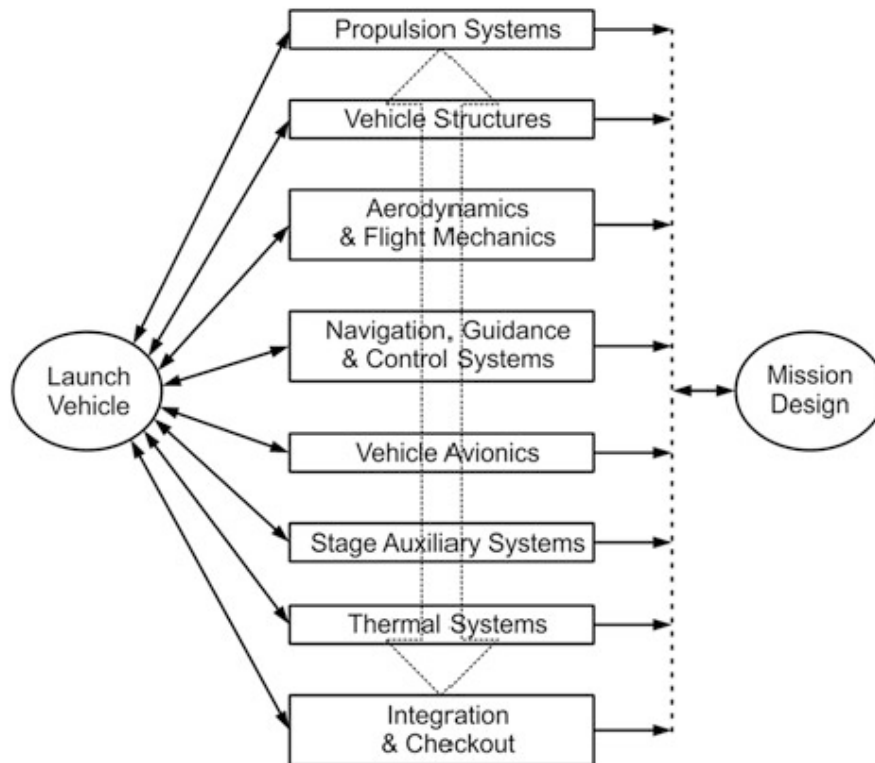 Propulsion Systems
Vehicle Structures
Aerodynamics
& Flight Mechanics
Navigation, Guidance
& Control Systems
Launch
Vehicle
Mission
Design
Vehicle Avionics
Stage Auxiliary Systems
Thermal Systems
Integration
& Checkout